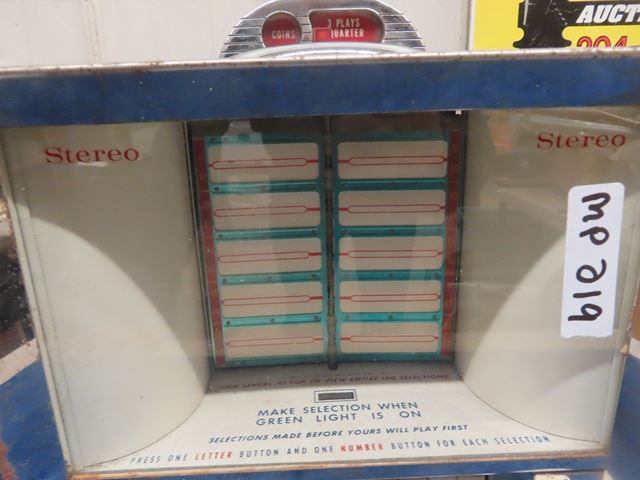 COINS
3 PLAYS
QUARTER
AUCT
204
Stereo
Stereo
MP 219
TURN LEVERS AT TOP TO VIEW ENTIRE 100 SELECTIONS
MAKE SELECTION WHEN
GREEN LIGHT IS ON
SELECTIONS MADE BEFORE YOURS WILL PLAY FIRST
PRESS ONE LETTER BUTTON AND ONE NUMBER BUTTON FOR EACH SELECTION